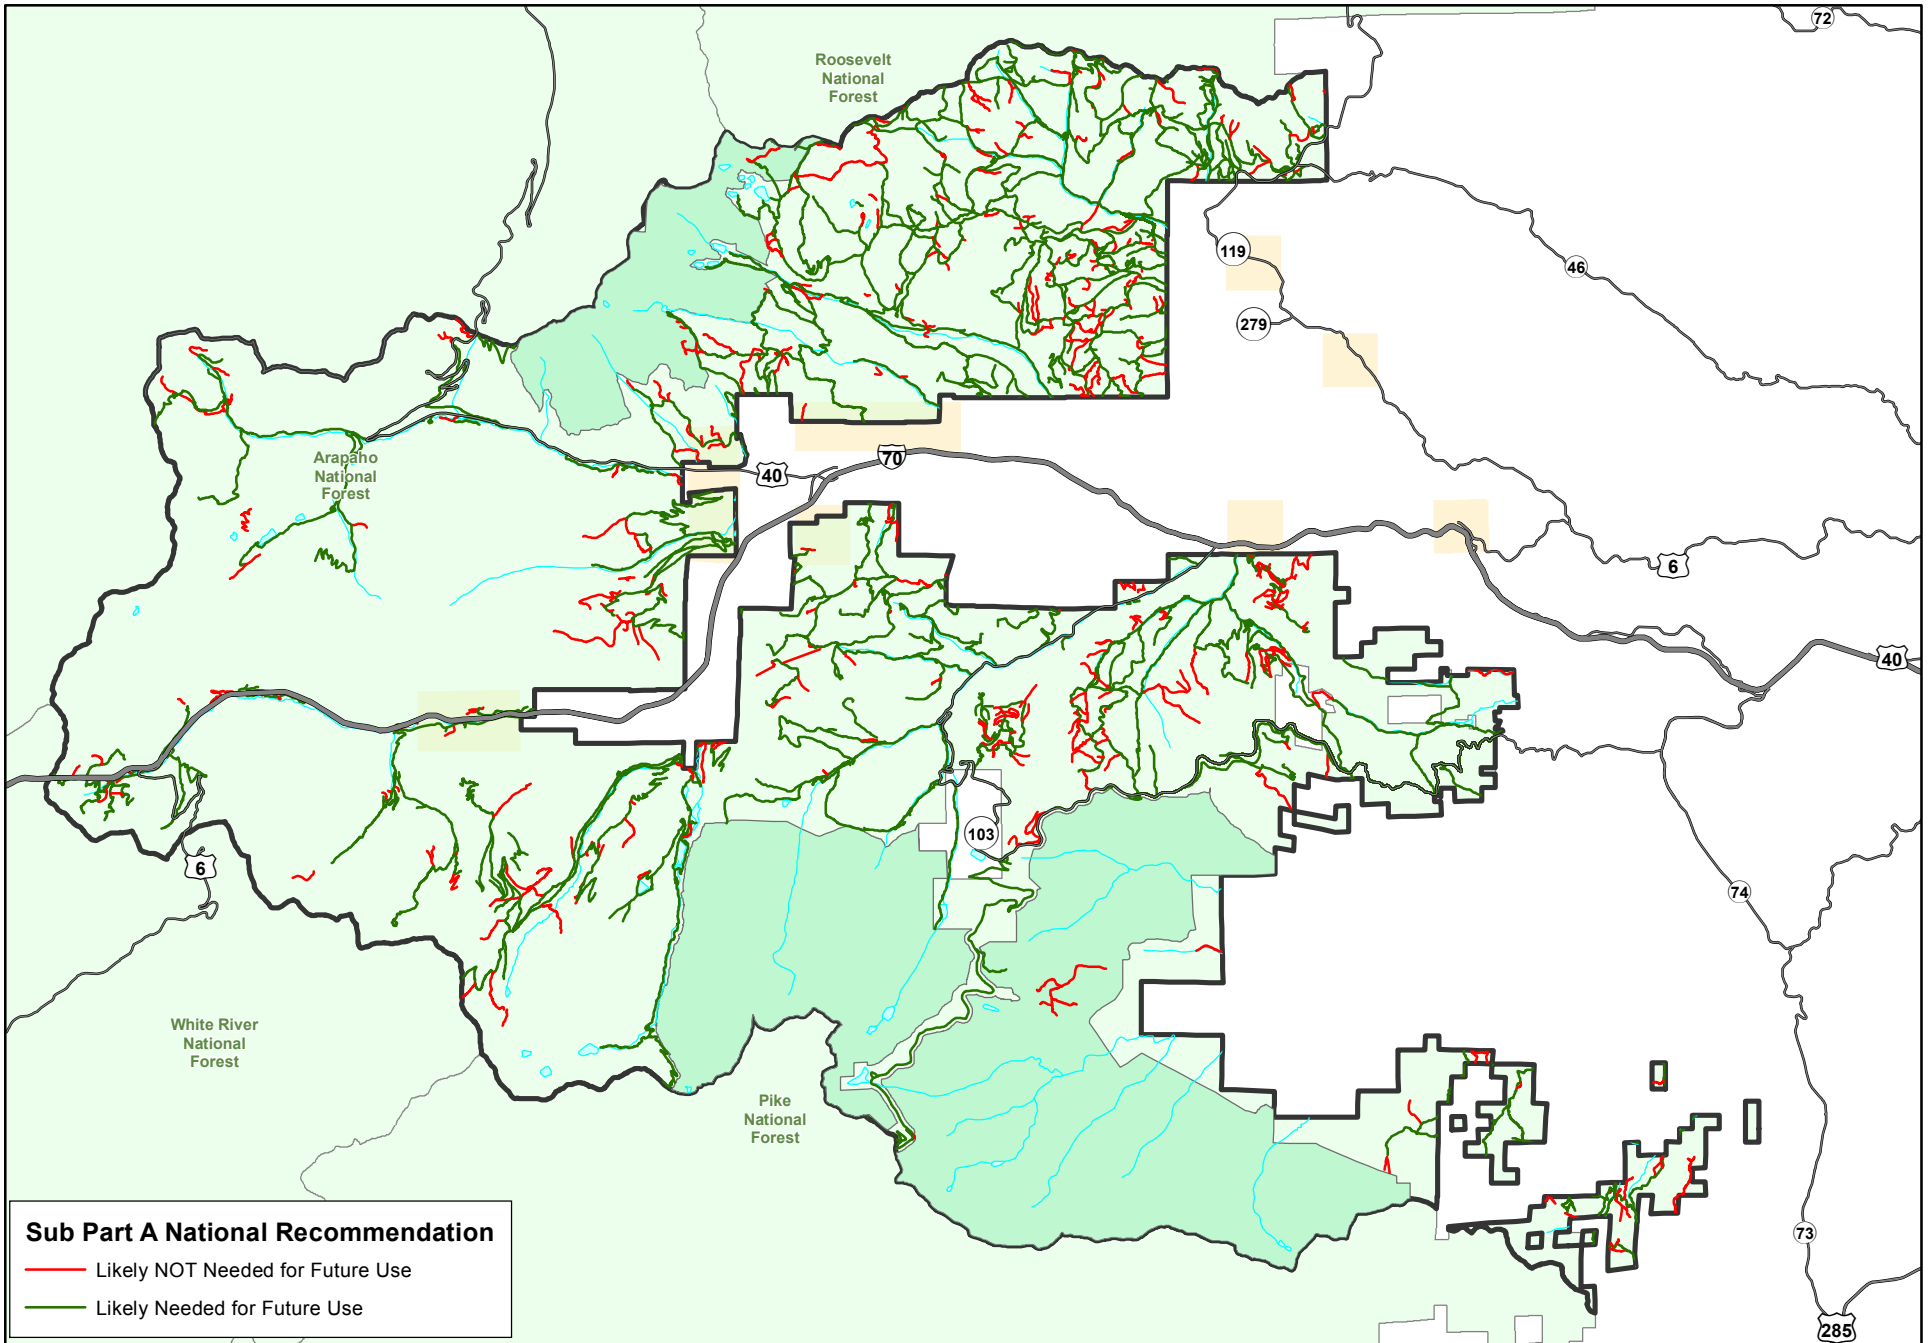 72
Roosevelt
National
Forest
119
46
279
Arapaho
National
Forest
70
40
6
40
103
6
74
White River
National
Forest
Pike
National
Forest
73
285
Sub Part A National Recommendation
Likely NOT Needed for Future Use
Likely Needed for Future Use